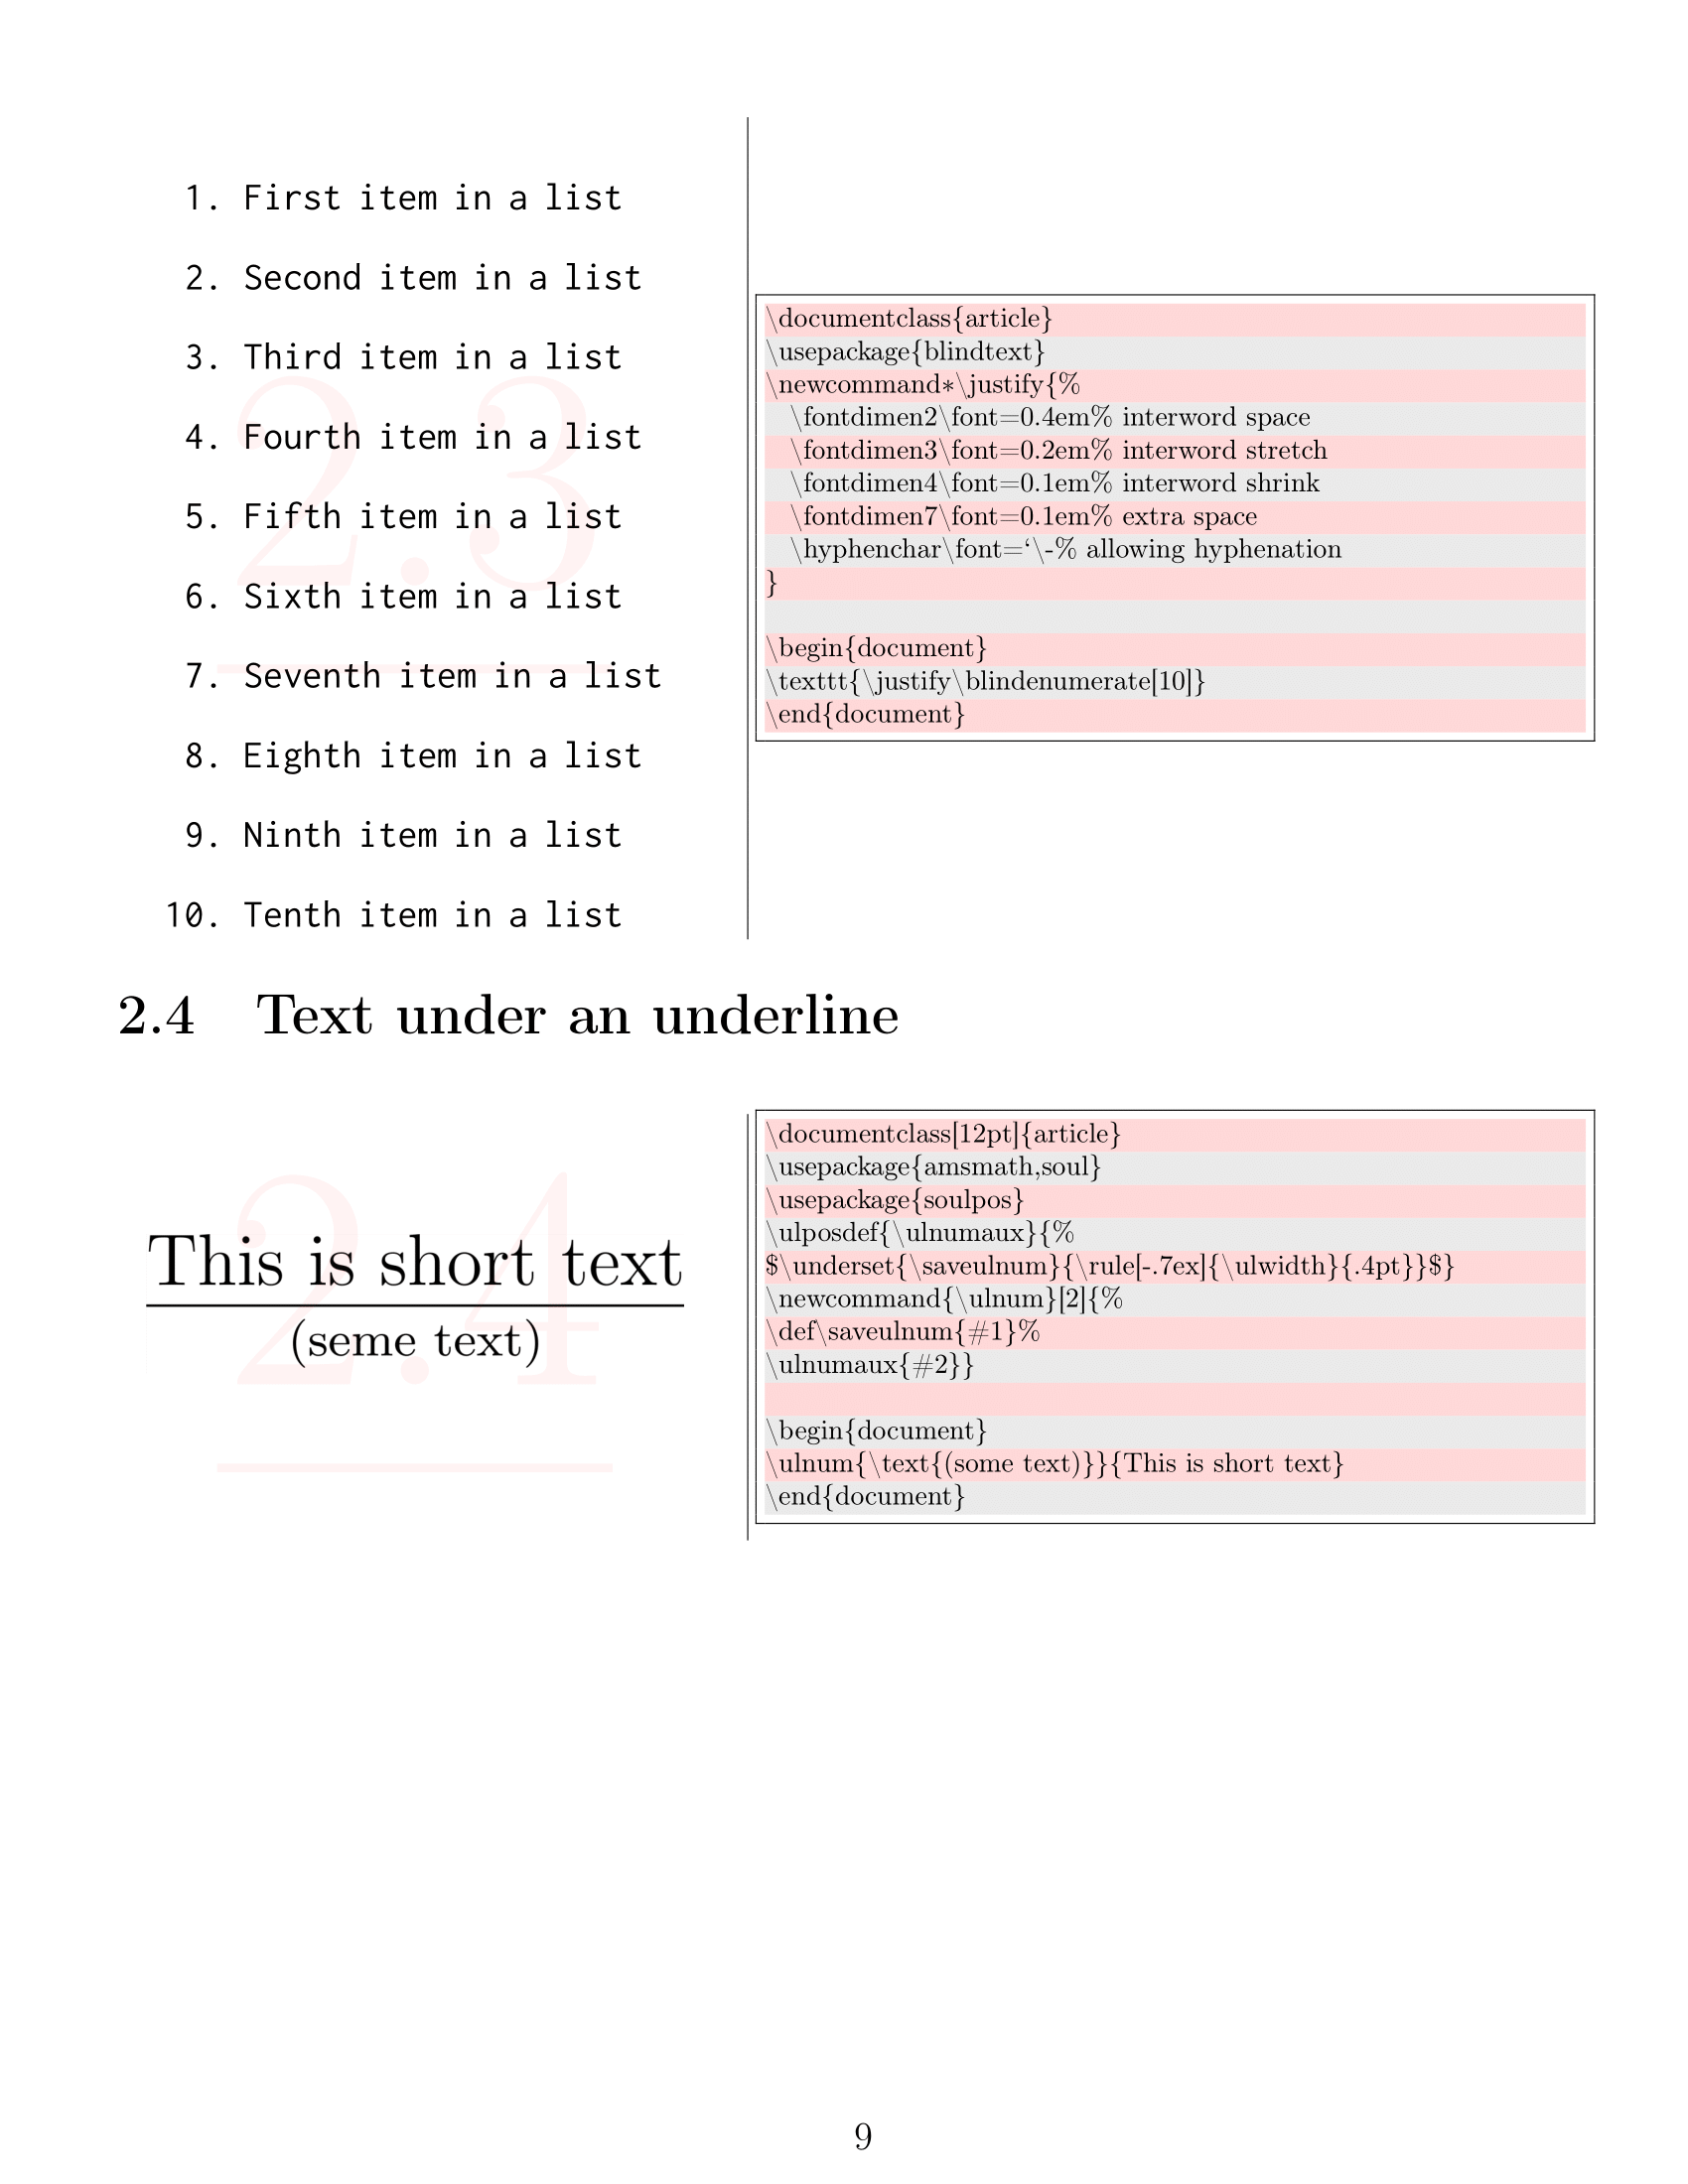 1. First item in a list
2. Second item in a list
3. Third item in a list
4. Fourth item in a list
5. Fifth item in a list
6. Sixth item in a list
7. Seventh item in a list
8. Eighth item in a list
9. Ninth item in a list
10. Tenth item in a list
2.3
\documentclass{article}
\usepackage{blindtext}
\newcommand*\justify{%
\fontdimen2\font=0.4em% interword space
\fontdimen3\font=0.2em% interword stretch
\fontdimen4\font=0.1em% interword shrink
\fontdimen7\font=0.1em% extra space
\hyphenchar\font=‘\-% allowing hyphenation
}
\begin{document}
\texttt{\justify\blindenumerate[10]}
\end{document}
2.4 Text under an underline
This is short text
(seme text)
2.4
\documentclass[12pt]{article}
\usepackage{amsmath,soul}
\usepackage{soulpos}
\ulposdef{\ulnumaux}{%
$\underset{\saveulnum}{\rule[-.7ex]{\ulwidth}{.4pt}}$}
\newcommand{\ulnum}[2]{%
\def\saveulnum{#1}%
\ulnumaux{#2}}
\begin{document}
\ulnum{\text{(some text)}}{This is short text}
\end{document}
9